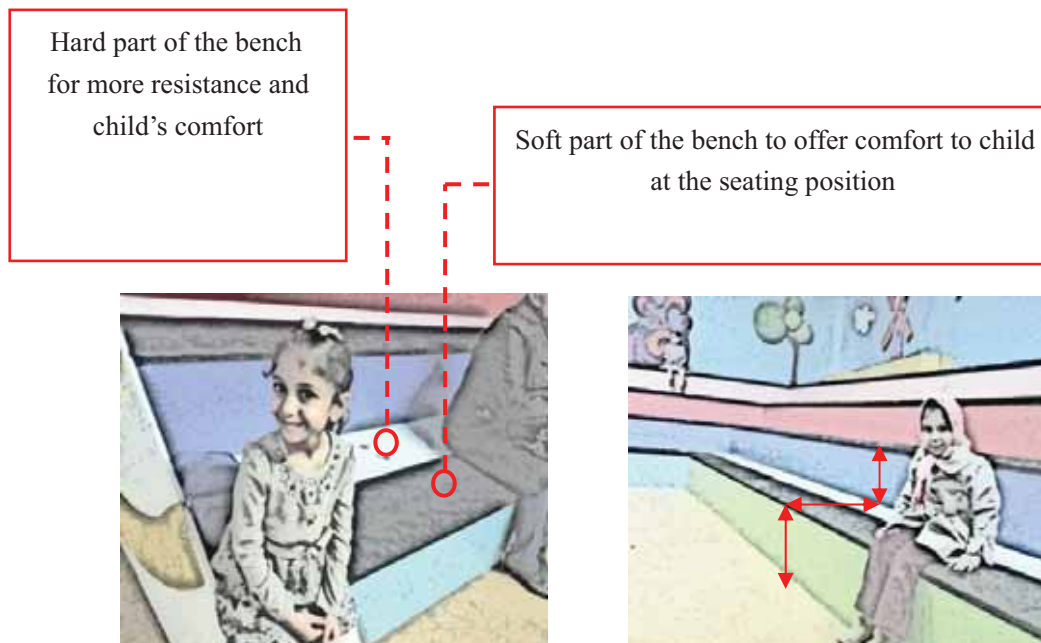 Hard part of the bench
for more resistance and
child’s comfort
Soft part of the bench to offer comfort to child
at the seating position